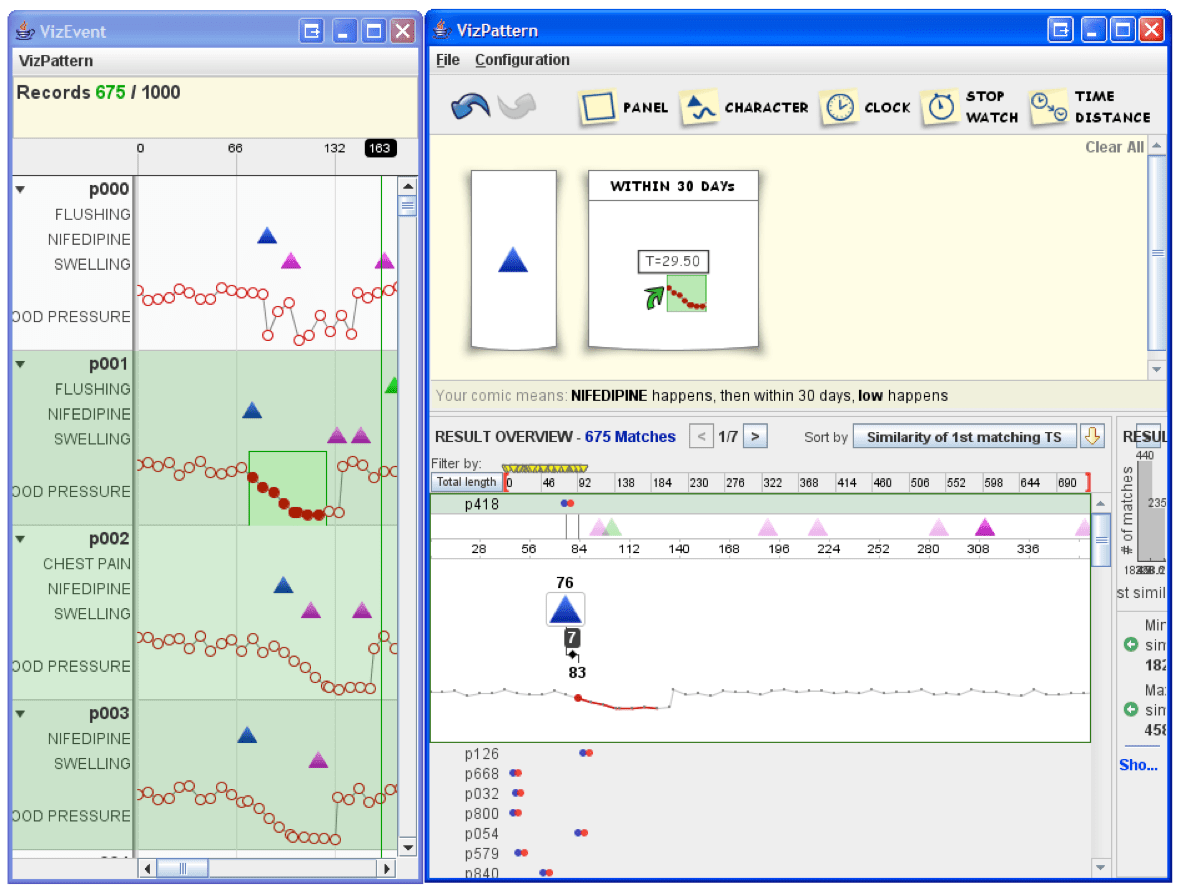 VizEvent
VizPattern
Records 675 / 1000
0 66 132 163
p000
FLUSHING
NIFEDIPINE
SWELLING
OOD PRESSURE
p001
FLUSHING
NIFEDIPINE
SWELLING
OOD PRESSURE
p002
CHEST PAIN
NIFEDIPINE
SWELLING
OOD PRESSURE
p003
NIFEDIPINE
SWELLING
OOD PRESSURE
VizPattern
File Configuration
PANEL CHARACTER CLOCK STOP WATCH TIME DISTANCE
Clear All
WITHIN 30 DAYs
T=29.50
Your comic means: NIFEDIPINE happens, then within 30 days, low happens
RESULT OVERVIEW - 675 Matches < 1/7 > Sort by Similarity of 1st matching TS
Filter by:
Total length 0 46 92 138 184 230 276 322 368 414 460 506 552 598 644 690
p418
28 56 84 112 140 168 196 224 252 280 308 336
76
7
83
p126
p668
p032
p800
p054
p579
p840
RESUL
440
235
# of matches
st simil
Mir
sim
182
Ma
sim
458
Sho...